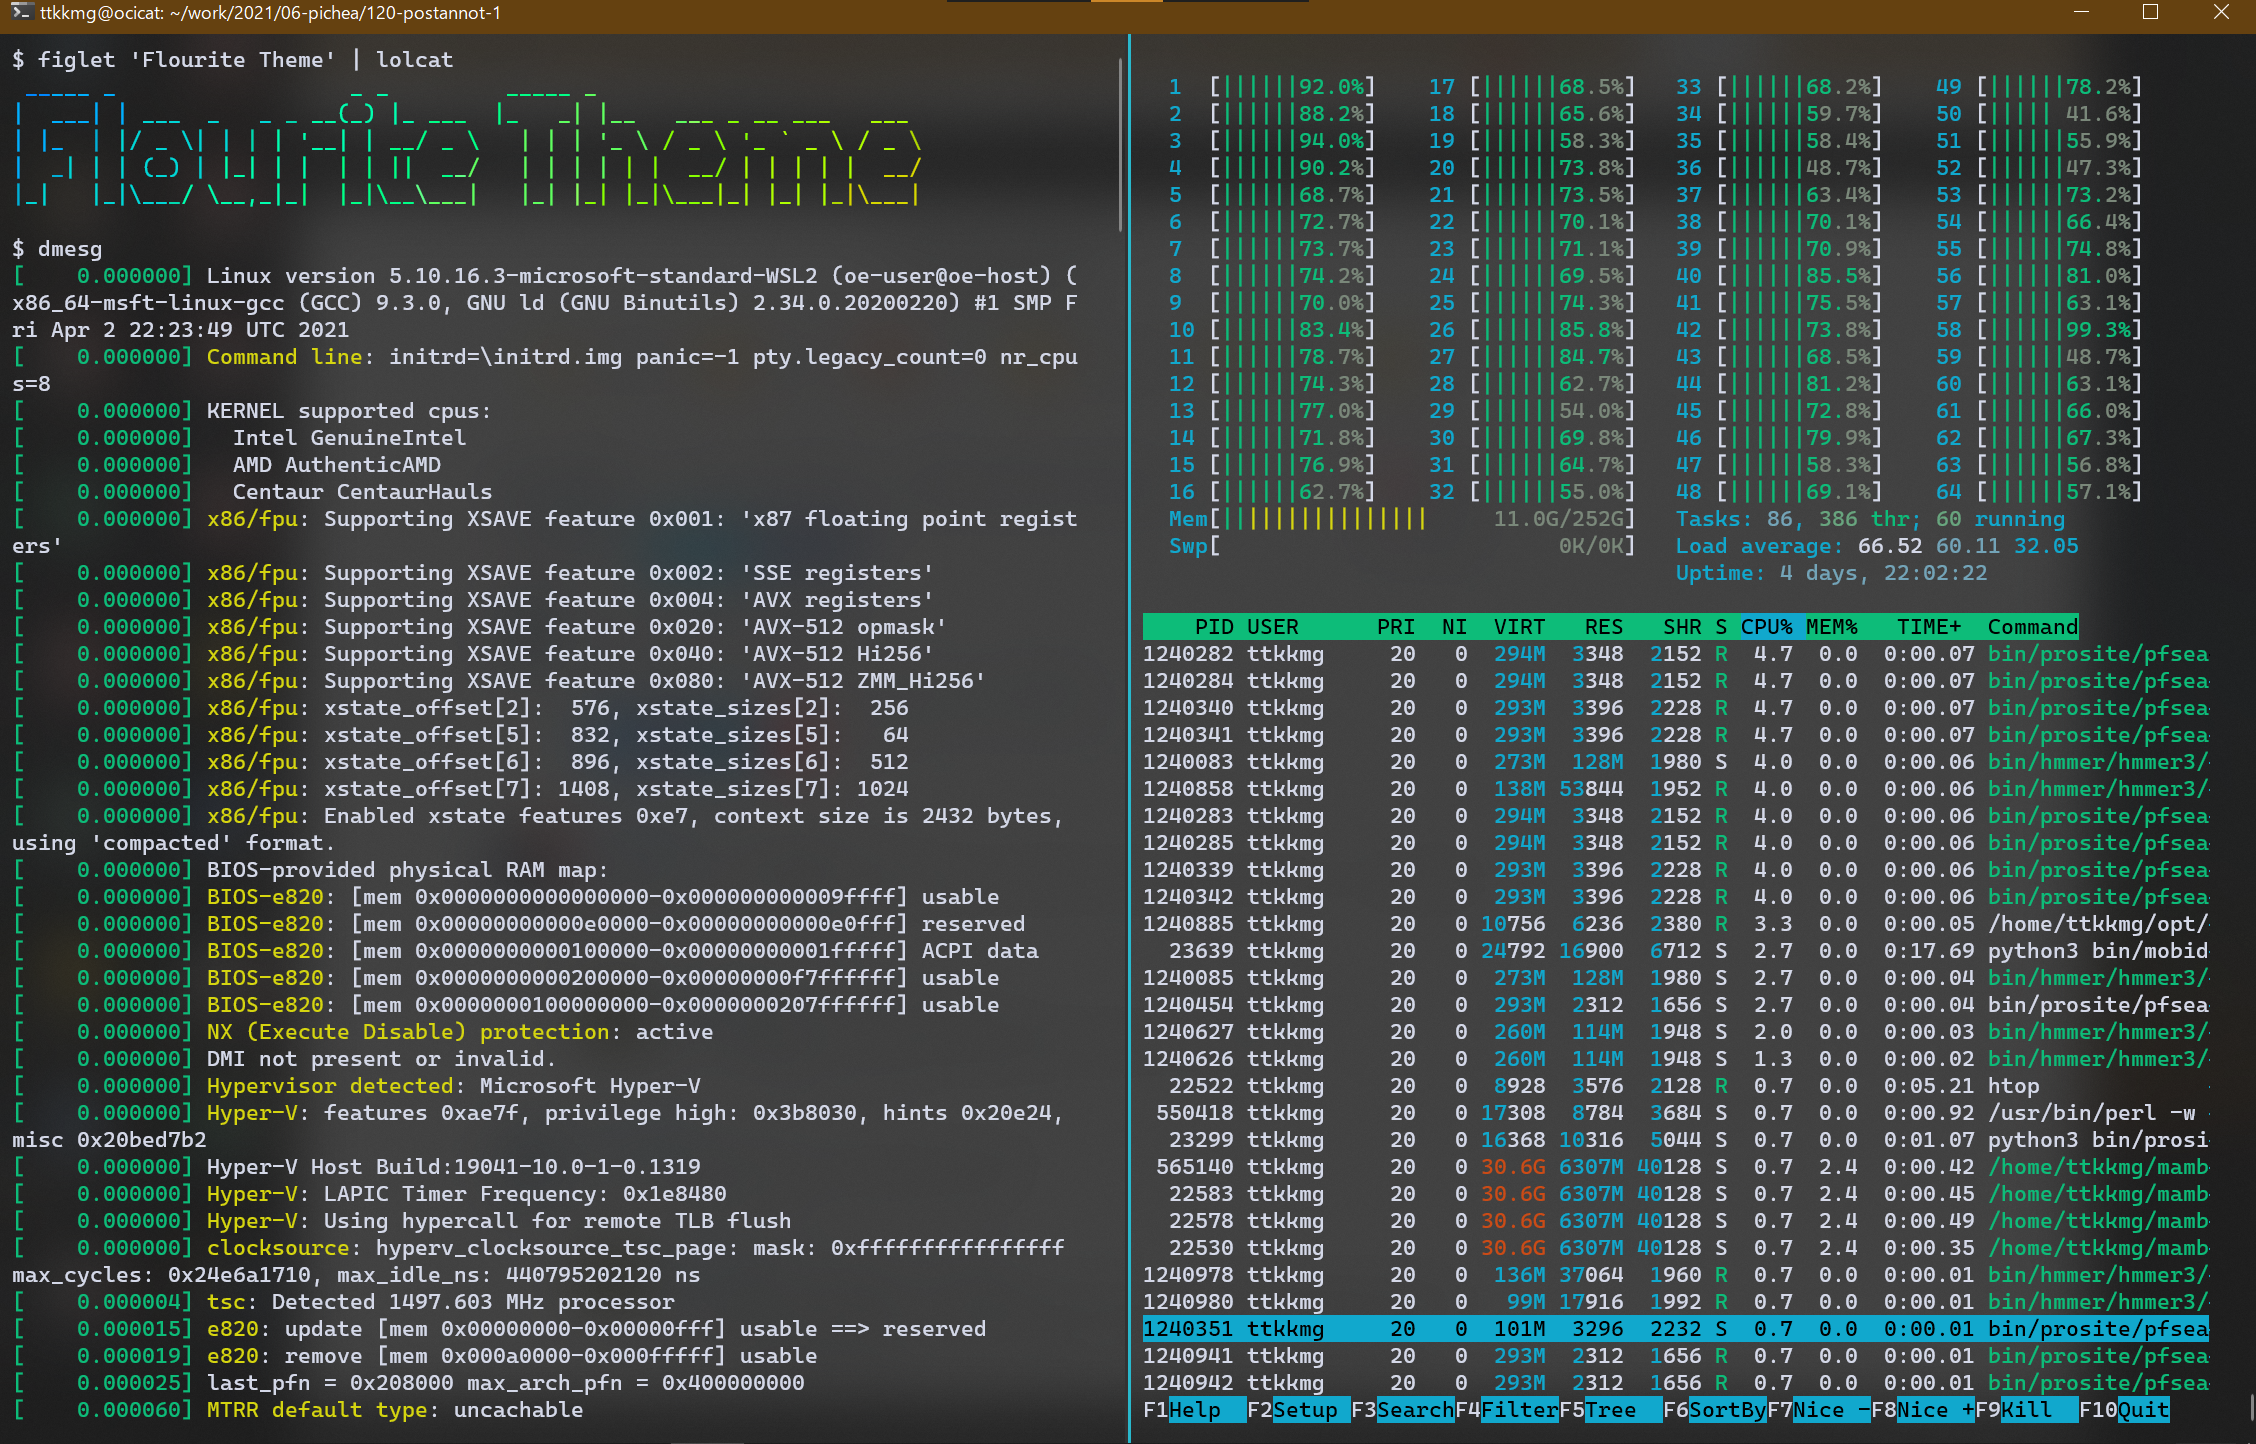 ttkkmg@ocicat: ~/work/2021/06-pichea/120-postannot-1
$ figlet 'Flourite Theme' | lolcat
Flourite Theme
$ dmesg
[    0.000000] Linux version 5.10.16.3-microsoft-standard-WSL2 (oe-user@oe-host) (
x86_64-msft-linux-gcc (GCC) 9.3.0, GNU ld (GNU Binutils) 2.34.0.20200220) #1 SMP F
ri Apr 2 22:23:49 UTC 2021
[    0.000000] Command line: initrd=\initrd.img panic=-1 pty.legacy_count=0 nr_cpu
s=8
[    0.000000] KERNEL supported cpus:
[    0.000000]   Intel GenuineIntel
[    0.000000]   AMD AuthenticAMD
[    0.000000]   Centaur CentaurHauls
[    0.000000] x86/fpu: Supporting XSAVE feature 0x001: 'x87 floating point regist
ers'
[    0.000000] x86/fpu: Supporting XSAVE feature 0x002: 'SSE registers'
[    0.000000] x86/fpu: Supporting XSAVE feature 0x004: 'AVX registers'
[    0.000000] x86/fpu: Supporting XSAVE feature 0x020: 'AVX-512 opmask'
[    0.000000] x86/fpu: Supporting XSAVE feature 0x040: 'AVX-512 Hi256'
[    0.000000] x86/fpu: Supporting XSAVE feature 0x080: 'AVX-512 ZMM_Hi256'
[    0.000000] x86/fpu: xstate_offset[2]:  576, xstate_sizes[2]:  256
[    0.000000] x86/fpu: xstate_offset[5]:  832, xstate_sizes[5]:   64
[    0.000000] x86/fpu: xstate_offset[6]:  896, xstate_sizes[6]:  512
[    0.000000] x86/fpu: xstate_offset[7]: 1408, xstate_sizes[7]: 1024
[    0.000000] x86/fpu: Enabled xstate features 0xe7, context size is 2432 bytes,
using 'compacted' format.
[    0.000000] BIOS-provided physical RAM map:
[    0.000000] BIOS-e820: [mem 0x0000000000000000-0x000000000009ffff] usable
[    0.000000] BIOS-e820: [mem 0x00000000000e0000-0x00000000000e0fff] reserved
[    0.000000] BIOS-e820: [mem 0x0000000000100000-0x00000000001fffff] ACPI data
[    0.000000] BIOS-e820: [mem 0x0000000000200000-0x00000000f7ffffff] usable
[    0.000000] BIOS-e820: [mem 0x0000000100000000-0x0000000207ffffff] usable
[    0.000000] NX (Execute Disable) protection: active
[    0.000000] DMI not present or invalid.
[    0.000000] Hypervisor detected: Microsoft Hyper-V
[    0.000000] Hyper-V: features 0xae7f, privilege high: 0x3b8030, hints 0x20e24,
misc 0x20bed7b2
[    0.000000] Hyper-V Host Build:19041-10.0-1-0.1319
[    0.000000] Hyper-V: LAPIC Timer Frequency: 0x1e8480
[    0.000000] Hyper-V: Using hypercall for remote TLB flush
[    0.000000] clocksource: hyperv_clocksource_tsc_page: mask: 0xffffffffffffffff
max_cycles: 0x24e6a1710, max_idle_ns: 440795202120 ns
[    0.000004] tsc: Detected 1497.603 MHz processor
[    0.000015] e820: update [mem 0x00000000-0x00000fff] usable ==> reserved
[    0.000019] e820: remove [mem 0x000a0000-0x000fffff] usable
[    0.000025] last_pfn = 0x208000 max_arch_pfn = 0x400000000
[    0.000060] MTRR default type: uncachable
1 [||||||92.0%] 17 [||||||68.5%] 33 [||||||68.2%] 49 [||||||78.2%]
2 [||||||88.2%] 18 [||||||65.6%] 34 [||||||59.7%] 50 [||||| 41.6%]
3 [||||||94.0%] 19 [||||||58.3%] 35 [||||||58.4%] 51 [||||||55.9%]
4 [||||||90.2%] 20 [||||||73.8%] 36 [||||||48.7%] 52 [||||||47.3%]
5 [||||||68.7%] 21 [||||||73.5%] 37 [||||||63.4%] 53 [||||||73.2%]
6 [||||||72.7%] 22 [||||||70.1%] 38 [||||||70.1%] 54 [||||||66.4%]
7 [||||||73.7%] 23 [||||||71.1%] 39 [||||||70.9%] 55 [||||||74.8%]
8 [||||||74.2%] 24 [||||||69.5%] 40 [||||||85.5%] 56 [||||||81.0%]
9 [||||||70.0%] 25 [||||||74.3%] 41 [||||||75.5%] 57 [||||||63.1%]
10 [||||||83.4%] 26 [||||||85.8%] 42 [||||||73.8%] 58 [||||||99.3%]
11 [||||||78.7%] 27 [||||||84.7%] 43 [||||||68.5%] 59 [||||||48.7%]
12 [||||||74.3%] 28 [||||||62.7%] 44 [||||||81.2%] 60 [||||||63.1%]
13 [||||||77.0%] 29 [||||||54.0%] 45 [||||||72.8%] 61 [||||||66.0%]
14 [||||||71.8%] 30 [||||||69.8%] 46 [||||||79.9%] 62 [||||||67.3%]
15 [||||||76.9%] 31 [||||||64.7%] 47 [||||||58.3%] 63 [||||||56.8%]
16 [||||||62.7%] 32 [||||||55.0%] 48 [||||||69.1%] 64 [||||||57.1%]
Mem[||||||||||||||||     11.0G/252G] Tasks: 86, 386 thr; 60 running
Swp[                          0K/0K] Load average: 66.52 60.11 32.05
Uptime: 4 days, 22:02:22
PID USER PRI NI VIRT RES SHR S CPU% MEM% TIME+ Command
1240282 ttkkmg 20 0 294M 3348 2152 R 4.7 0.0 0:00.07 bin/prosite/pfsea
1240284 ttkkmg 20 0 294M 3348 2152 R 4.7 0.0 0:00.07 bin/prosite/pfsea
1240340 ttkkmg 20 0 293M 3396 2228 R 4.7 0.0 0:00.07 bin/prosite/pfsea
1240341 ttkkmg 20 0 293M 3396 2228 R 4.7 0.0 0:00.07 bin/prosite/pfsea
1240083 ttkkmg 20 0 273M 128M 1980 S 4.0 0.0 0:00.06 bin/hmmer/hmmer3/
1240858 ttkkmg 20 0 138M 53844 1952 R 4.0 0.0 0:00.06 bin/hmmer/hmmer3/
1240283 ttkkmg 20 0 294M 3348 2152 R 4.0 0.0 0:00.06 bin/prosite/pfsea
1240285 ttkkmg 20 0 294M 3348 2152 R 4.0 0.0 0:00.06 bin/prosite/pfsea
1240339 ttkkmg 20 0 293M 3396 2228 R 4.0 0.0 0:00.06 bin/prosite/pfsea
1240342 ttkkmg 20 0 293M 3396 2228 R 4.0 0.0 0:00.06 bin/prosite/pfsea
1240885 ttkkmg 20 0 10756 6236 2380 R 3.3 0.0 0:00.05 /home/ttkkmg/opt/
23639 ttkkmg 20 0 24792 16900 6712 S 2.7 0.0 0:17.69 python3 bin/mobid
1240085 ttkkmg 20 0 273M 128M 1980 S 2.7 0.0 0:00.04 bin/hmmer/hmmer3/
1240454 ttkkmg 20 0 293M 2312 1656 S 2.7 0.0 0:00.04 bin/prosite/pfsea
1240627 ttkkmg 20 0 260M 114M 1948 S 2.0 0.0 0:00.03 bin/hmmer/hmmer3/
1240626 ttkkmg 20 0 260M 114M 1948 S 1.3 0.0 0:00.02 bin/hmmer/hmmer3/
22522 ttkkmg 20 0 8928 3576 2128 R 0.7 0.0 0:05.21 htop
550418 ttkkmg 20 0 17308 8784 3684 S 0.7 0.0 0:00.92 /usr/bin/perl -w
23299 ttkkmg 20 0 16368 10316 5044 S 0.7 0.0 0:01.07 python3 bin/prosi
565140 ttkkmg 20 0 30.6G 6307M 40128 S 0.7 2.4 0:00.42 /home/ttkkmg/mamb
22583 ttkkmg 20 0 30.6G 6307M 40128 S 0.7 2.4 0:00.45 /home/ttkkmg/mamb
22578 ttkkmg 20 0 30.6G 6307M 40128 S 0.7 2.4 0:00.49 /home/ttkkmg/mamb
22530 ttkkmg 20 0 30.6G 6307M 40128 S 0.7 2.4 0:00.35 /home/ttkkmg/mamb
1240978 ttkkmg 20 0 136M 37064 1960 R 0.7 0.0 0:00.01 bin/hmmer/hmmer3/
1240980 ttkkmg 20 0 99M 17916 1992 R 0.7 0.0 0:00.01 bin/hmmer/hmmer3/
1240351 ttkkmg 20 0 101M 3296 2232 S 0.7 0.0 0:00.01 bin/prosite/pfsea
1240941 ttkkmg 20 0 293M 2312 1656 R 0.7 0.0 0:00.01 bin/prosite/pfsea
1240942 ttkkmg 20 0 293M 2312 1656 R 0.7 0.0 0:00.01 bin/prosite/pfsea
F1Help F2Setup F3SearchF4FilterF5Tree F6SortByF7Nice -F8Nice +F9Kill F10Quit